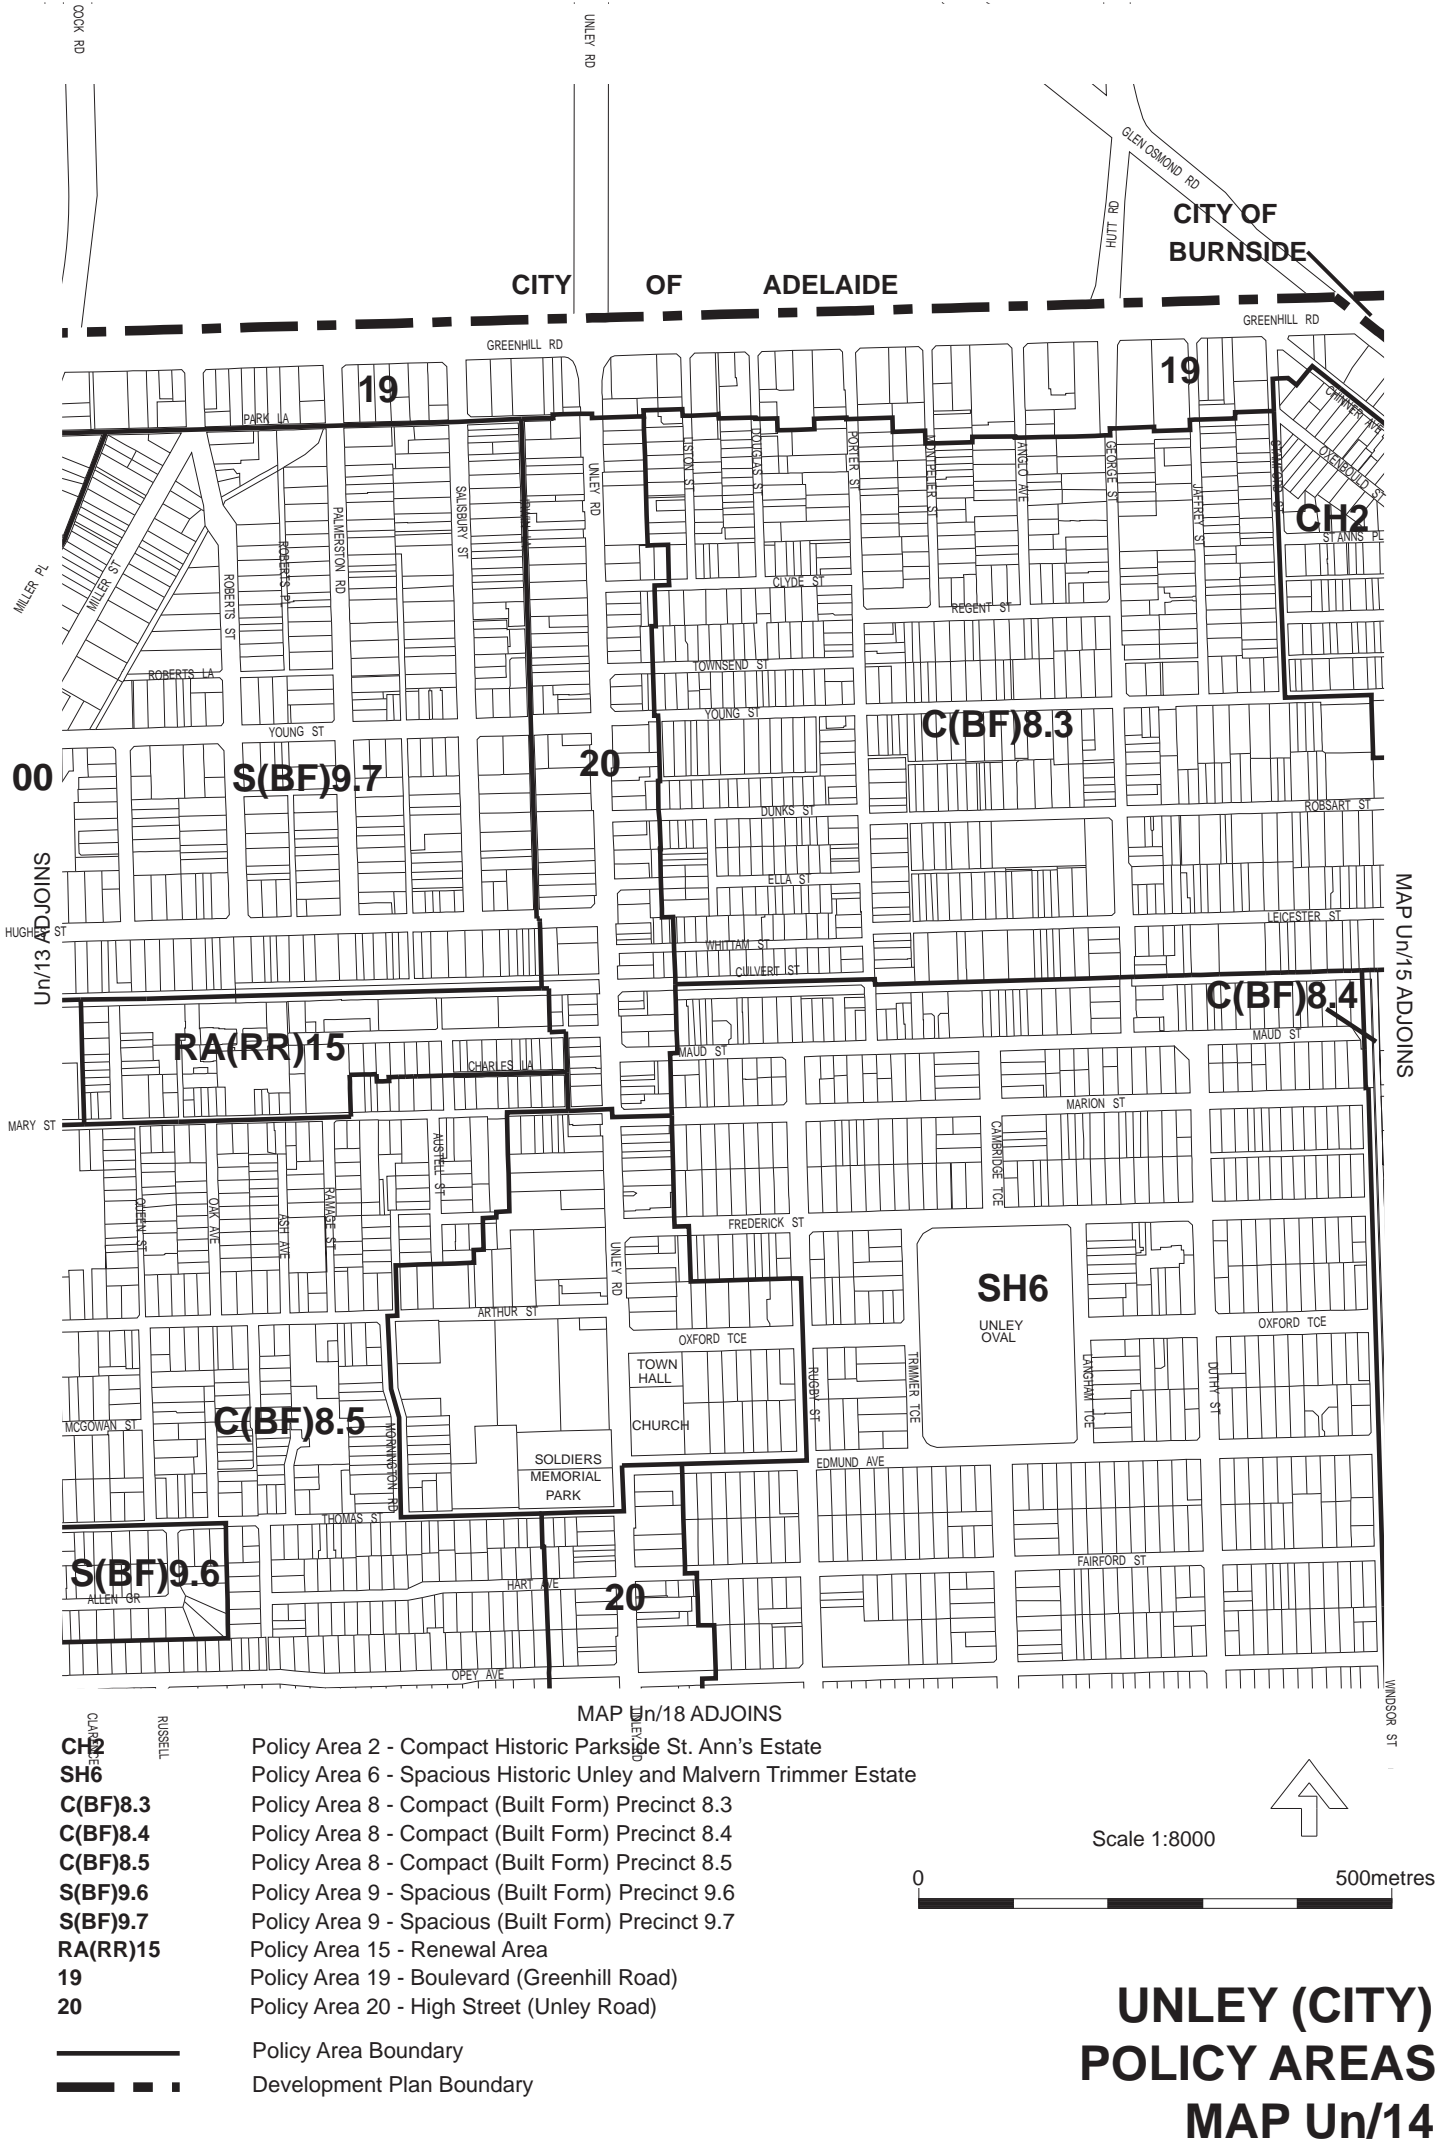 COCK RD
UNLEY RD
GLEN OSMOND RD
HUTT RD
CITY OF
BURNSIDE
CITY OF ADELAIDE
GREENHILL RD
GREENHILL RD
19
19
PARK LA
CHINNER AVE
OXENBOULD ST
CH2
ST ANNS PL
LISTON ST
DOUGLAS ST
PORTER ST
MONTPELIER ST
ANGLO AVE
GEORGE ST
JAFFREY ST
UNLEY RD
SALISBURY ST
PALMERSTON RD
ROBERTS PL
ROBERTS ST
MILLER PL
MILLER ST
CLYDE ST
REGENT ST
ROBERTS LA
TOWNSEND ST
YOUNG ST
YOUNG ST
C(BF)8.3
00
S(BF)9.7
20
DUNKS ST
ROBSART ST
ELLA ST
LEICESTER ST
HUGHES ST
Un/13 ADJOINS
MAP Un/15 ADJOINS
WHITTAM ST
CULVERT ST
C(BF)8.4
RA(RR)15
MAUD ST
MAUD ST
CHARLES LA
MARION ST
MARY ST
AUSTELL ST
CAMBRIDGE TCE
QUEEN ST
OAK AVE
ASH AVE
RAMAGE ST
FREDERICK ST
UNLEY RD
SH6
UNLEY
OVAL
ARTHUR ST
OXFORD TCE
OXFORD TCE
TOWN
HALL
CHURCH
RUGBY ST
TRIMMER TCE
LANGHAM TCE
DUTHY ST
MCGOWAN ST
C(BF)8.5
MORNINGTON RD
SOLDIERS
MEMORIAL
PARK
EDMUND AVE
THOMAS ST
S(BF)9.6
ALLEN GR
HART AVE
20
FAIRFORD ST
OPEY AVE
MAP Un/18 ADJOINS
RUSSELL
UNLEY RD
WINDSOR ST
CH2 Policy Area 2 - Compact Historic Parkside St. Ann's Estate
SH6 Policy Area 6 - Spacious Historic Unley and Malvern Trimmer Estate
C(BF)8.3 Policy Area 8 - Compact (Built Form) Precinct 8.3
C(BF)8.4 Policy Area 8 - Compact (Built Form) Precinct 8.4
C(BF)8.5 Policy Area 8 - Compact (Built Form) Precinct 8.5
S(BF)9.6 Policy Area 9 - Spacious (Built Form) Precinct 9.6
S(BF)9.7 Policy Area 9 - Spacious (Built Form) Precinct 9.7
RA(RR)15 Policy Area 15 - Renewal Area
19 Policy Area 19 - Boulevard (Greenhill Road)
20 Policy Area 20 - High Street (Unley Road)
Policy Area Boundary
Development Plan Boundary
Scale 1:8000
0 500metres
UNLEY (CITY)
POLICY AREAS
MAP Un/14